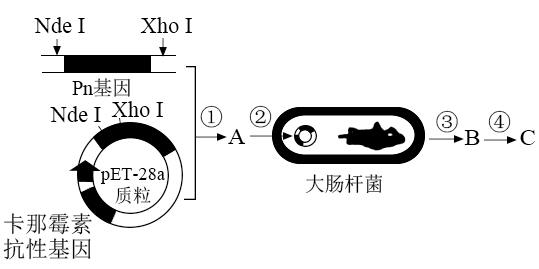 Nde I
Xho I
Pn基因
Nde I
Xho I
①
A
②
③
B
④
C
pET-28a
质粒
大肠杆菌
卡那霉素
抗性基因